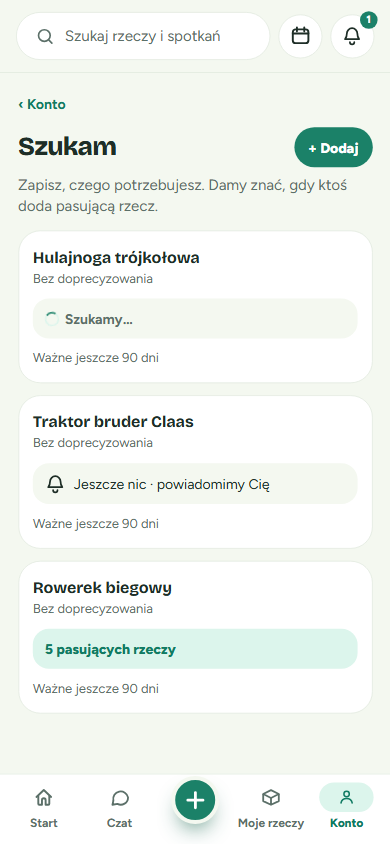 Szukaj rzeczy i spotkań
1
‹ Konto
Szukam
+ Dodaj
Zapisz, czego potrzebujesz. Damy znać, gdy ktoś
doda pasującą rzecz.
Hulajnoga trójkołowa
Bez doprecyzowania
Szukamy...
Ważne jeszcze 90 dni
Traktor bruder Claas
Bez doprecyzowania
Jeszcze nic · powiadomimy Cię
Ważne jeszcze 90 dni
Rowerek biegowy
Bez doprecyzowania
5 pasujących rzeczy
Ważne jeszcze 90 dni
Start
Czat
Moje rzeczy
Konto